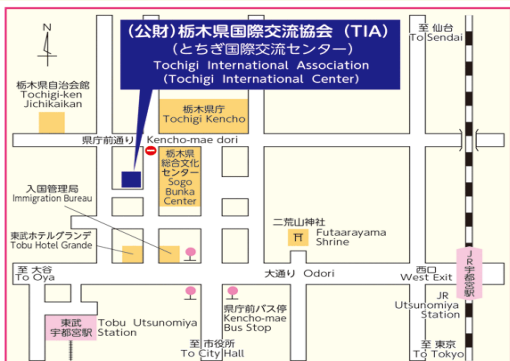 N
(公財)栃木県国際交流協会 (TIA)
(とちぎ国際交流センター)
Tochigi International Association
(Tochigi International Center)
至 仙台
To Sendai
栃木県自治会館
Tochigi-ken
Jichikaikan
栃木県庁
Tochigi Kencho
県庁前通り Kencho-mae dori
栃木県
総合文化
センター
Sogo
Bunka
Center
入国管理局
Immigration Bureau
東武ホテルグランデ
Tobu Hotel Grande
二荒山神社
Futaarayama
Shrine
至 大谷
To Oya
大通り Odori
西口
West Exit
JR宇都宮駅
JR
Utsunomiya
Station
県庁前バス停
Kencho-mae
Bus Stop
東武
宇都宮駅
Tobu Utsunomiya
Station
至 市役所
To City Hall
至 東京
To Tokyo